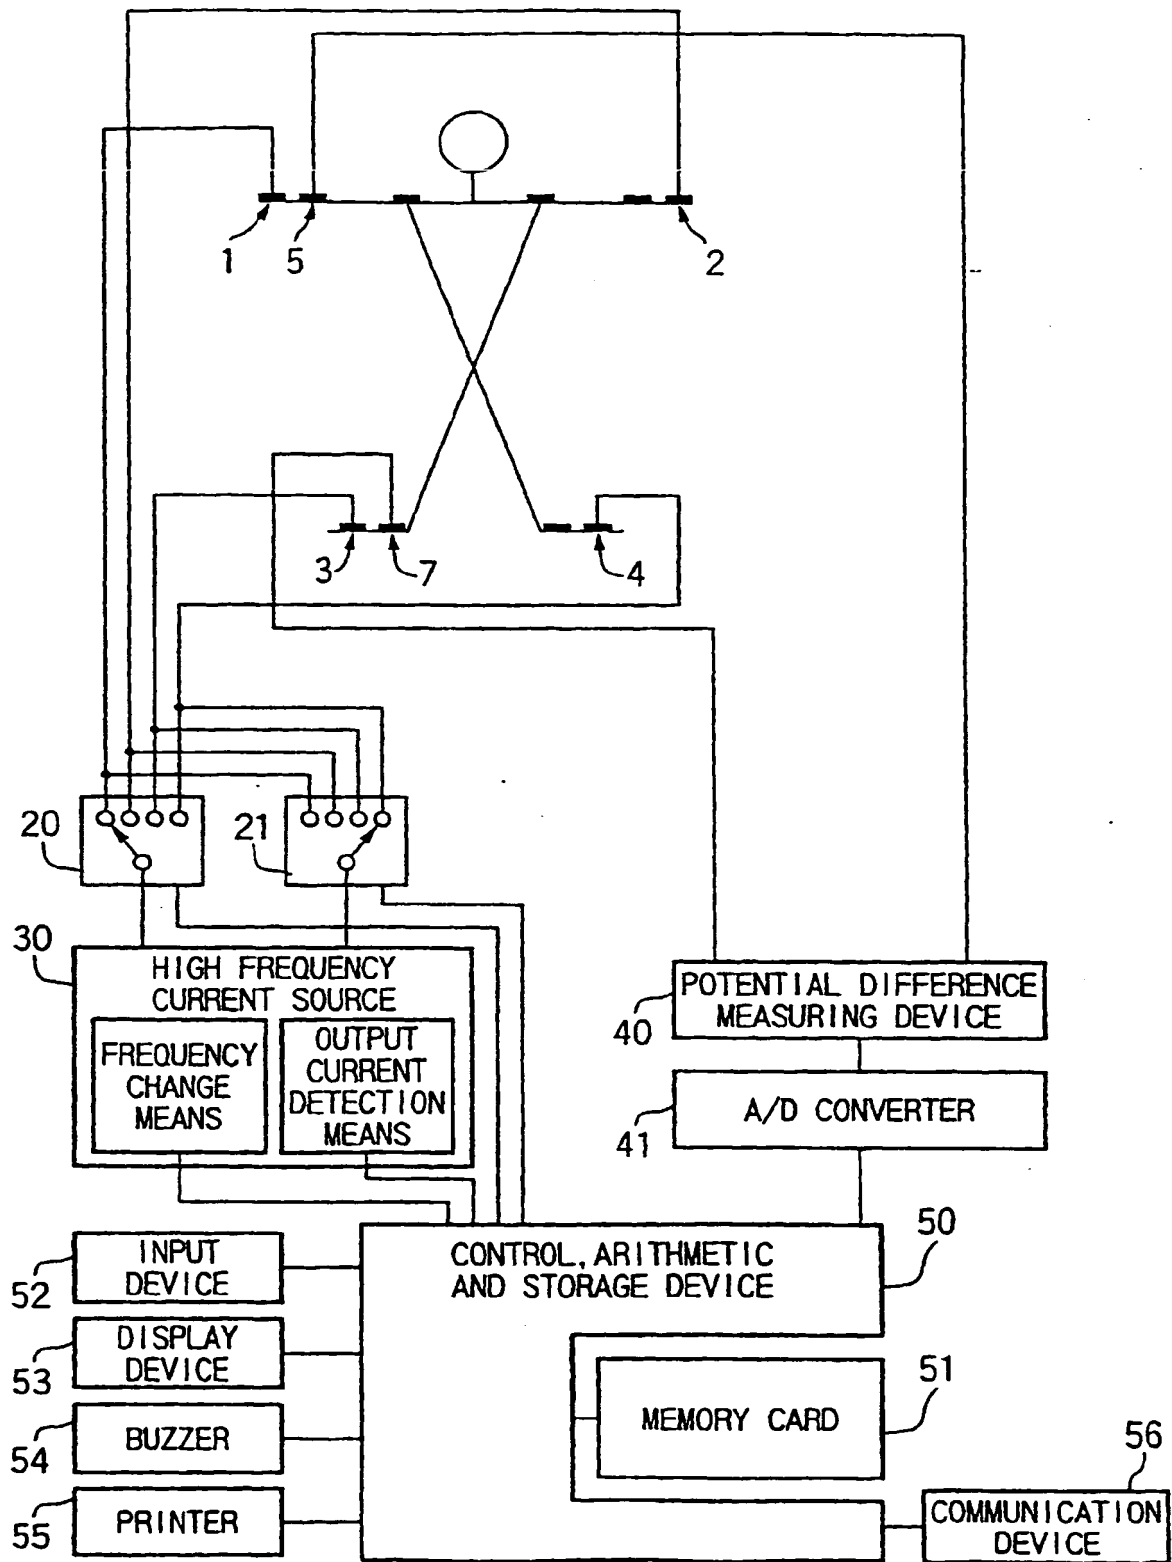 1
5
2
3
7
4
20
21
30
HIGH FREQUENCY
CURRENT SOURCE
FREQUENCY
CHANGE
MEANS
OUTPUT
CURRENT
DETECTION
MEANS
POTENTIAL DIFFERENCE
MEASURING DEVICE
40
A/D CONVERTER
41
50
CONTROL, ARITHMETIC
AND STORAGE DEVICE
INPUT
DEVICE
52
DISPLAY
DEVICE
53
51
MEMORY CARD
BUZZER
54
56
PRINTER
55
COMMUNICATION
DEVICE